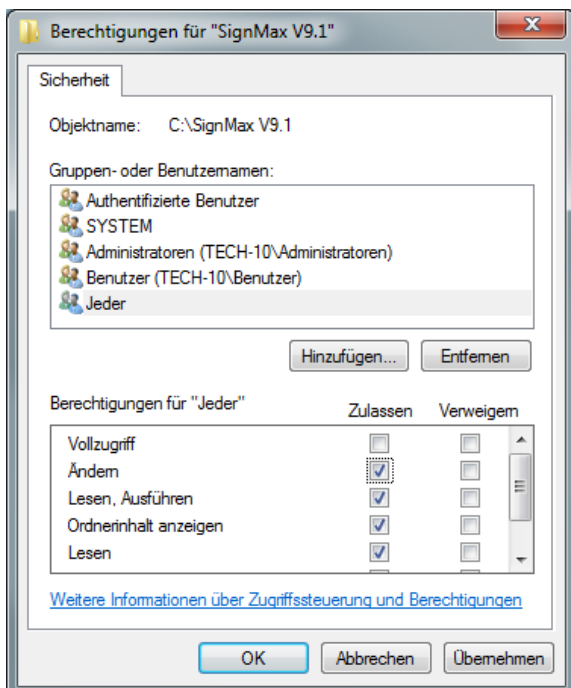 Berechtigungen für "SignMax V9.1"
Sicherheit
Objektname: C:\SignMax V9.1
Gruppen- oder Benutzernamen:
Authentifizierte Benutzer
SYSTEM
Administratoren (TECH-10\Administratoren)
Benutzer (TECH-10\Benutzer)
Jeder
Hinzufügen... Entfernen
Berechtigungen für "Jeder" Zulassen Verweigern
Vollzugriff
Ändern
Lesen, Ausführen
Ordnerinhalt anzeigen
Lesen
Weitere Informationen über Zugriffssteuerung und Berechtigungen
OK Abbrechen Übernehmen